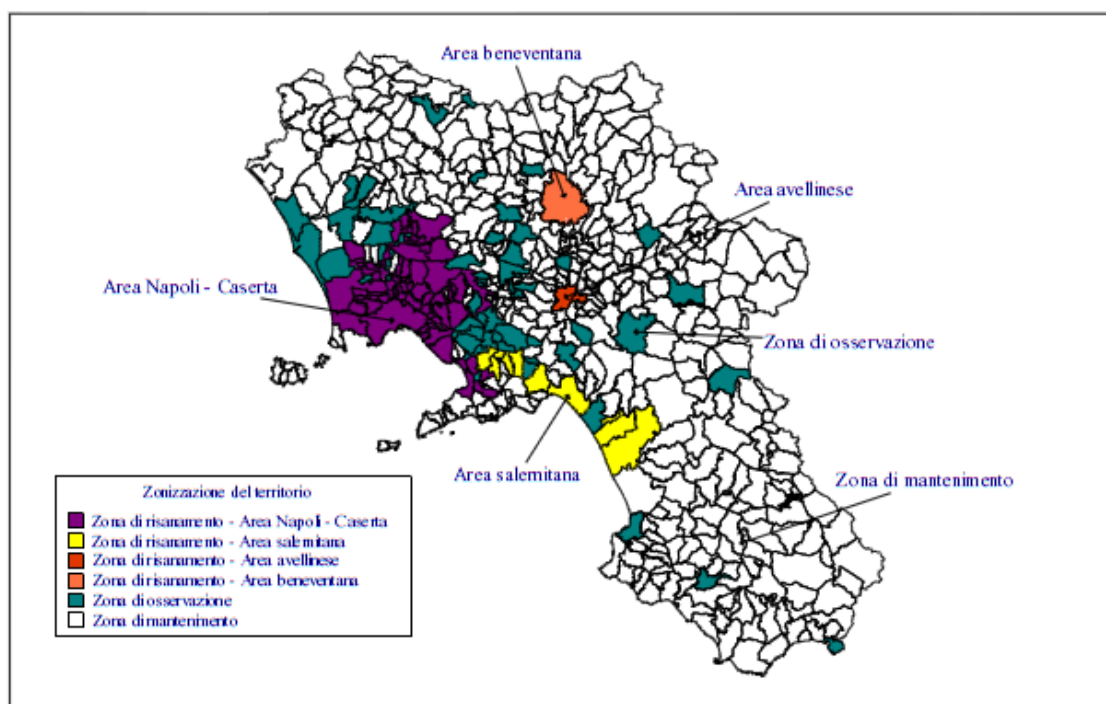 Area beneventana
Area avellinese
Area Napoli - Caserta
Zona di osservazione
Area salernitana
Zona di mantenimento
Zonizzazione del territorio
Zona di risanamento - Area Napoli - Caserta
Zona di risanamento - Area salernitana
Zona di risanamento - Area avellinese
Zona di risanamento - Area beneventana
Zona di osservazione
Zona di mantenimento